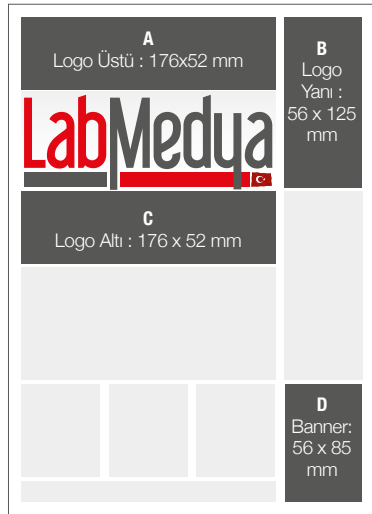 A
Logo Üstü : 176x52 mm
B
Logo
Yanı :
56 x 125
mm
LabMedya
C
Logo Altı : 176 x 52 mm
D
Banner:
56 x 85
mm